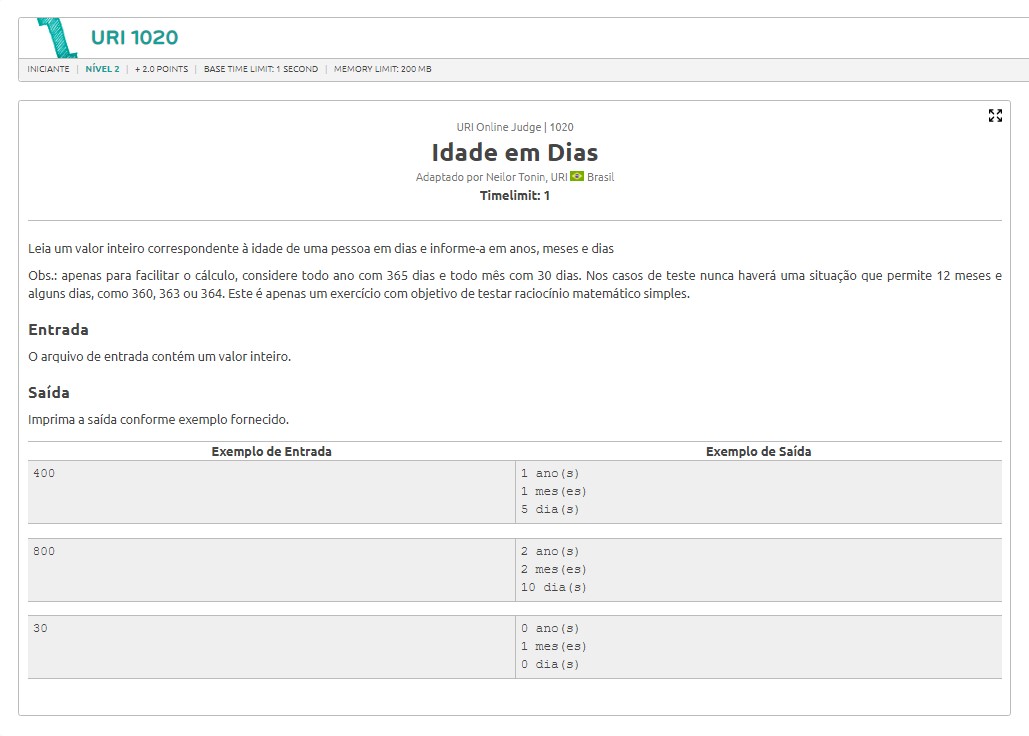 URI 1020
INICIANTE | NÍVEL 2 | + 2.0 POINTS | BASE TIME LIMIT: 1 SECOND | MEMORY LIMIT: 200 MB
URI Online Judge | 1020
Idade em Dias
Adaptado por Neilor Tonin, URI Brasil
Timelimit: 1
Leia um valor inteiro correspondente à idade de uma pessoa em dias e informe-a em anos, meses e dias
Obs.: apenas para facilitar o cálculo, considere todo ano com 365 dias e todo mês com 30 dias. Nos casos de teste nunca haverá uma situação que permite 12 meses e
alguns dias, como 360, 363 ou 364. Este é apenas um exercício com objetivo de testar raciocínio matemático simples.
Entrada
O arquivo de entrada contém um valor inteiro.
Saída
Imprima a saída conforme exemplo fornecido.
Exemplo de Entrada Exemplo de Saída
400 1 ano(s)
1 mes(es)
5 dia(s)
800 2 ano(s)
2 mes(es)
10 dia(s)
30 0 ano(s)
1 mes(es)
0 dia(s)